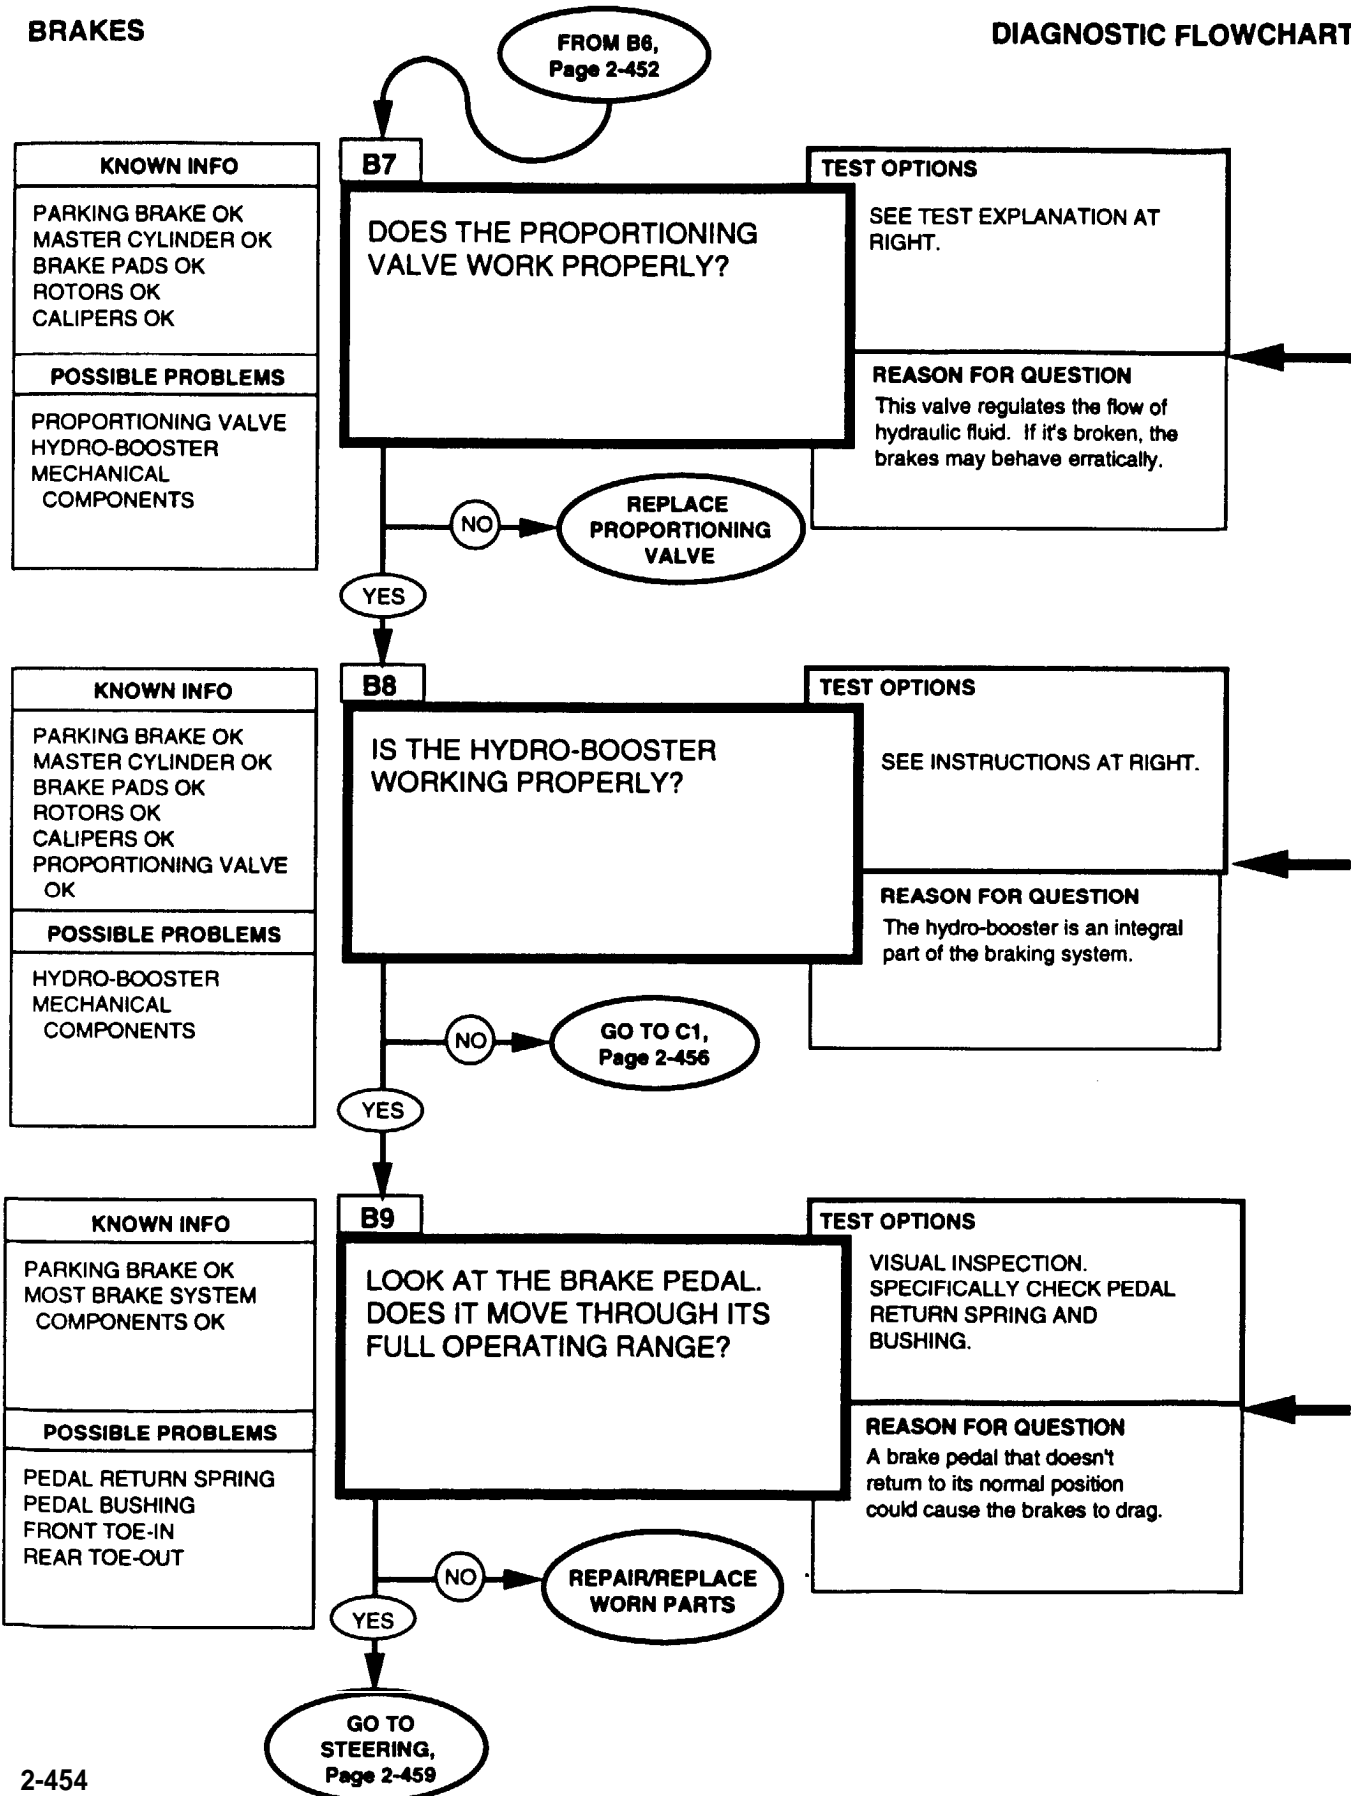 BRAKES
DIAGNOSTIC FLOWCHART
FROM B6,
Page 2-452
KNOWN INFO
PARKING BRAKE OK
MASTER CYLINDER OK
BRAKE PADS OK
ROTORS OK
CALIPERS OK
POSSIBLE PROBLEMS
PROPORTIONING VALVE
HYDRO-BOOSTER
MECHANICAL
COMPONENTS
B7
DOES THE PROPORTIONING
VALVE WORK PROPERLY?
TEST OPTIONS
SEE TEST EXPLANATION AT
RIGHT.
REASON FOR QUESTION
This valve regulates the flow of
hydraulic fluid. If it's broken, the
brakes may behave erratically.
NO
REPLACE
PROPORTIONING
VALVE
YES
KNOWN INFO
PARKING BRAKE OK
MASTER CYLINDER OK
BRAKE PADS OK
ROTORS OK
CALIPERS OK
PROPORTIONING VALVE
OK
POSSIBLE PROBLEMS
HYDRO-BOOSTER
MECHANICAL
COMPONENTS
B8
IS THE HYDRO-BOOSTER
WORKING PROPERLY?
TEST OPTIONS
SEE INSTRUCTIONS AT RIGHT.
REASON FOR QUESTION
The hydro-booster is an integral
part of the braking system.
NO
GO TO C1,
Page 2-456
YES
KNOWN INFO
PARKING BRAKE OK
MOST BRAKE SYSTEM
COMPONENTS OK
POSSIBLE PROBLEMS
PEDAL RETURN SPRING
PEDAL BUSHING
FRONT TOE-IN
REAR TOE-OUT
B9
LOOK AT THE BRAKE PEDAL.
DOES IT MOVE THROUGH ITS
FULL OPERATING RANGE?
TEST OPTIONS
VISUAL INSPECTION.
SPECIFICALLY CHECK PEDAL
RETURN SPRING AND
BUSHING.
REASON FOR QUESTION
A brake pedal that doesn't
return to its normal position
could cause the brakes to drag.
NO
REPAIR/REPLACE
WORN PARTS
YES
GO TO
STEERING,
Page 2-459
2-454